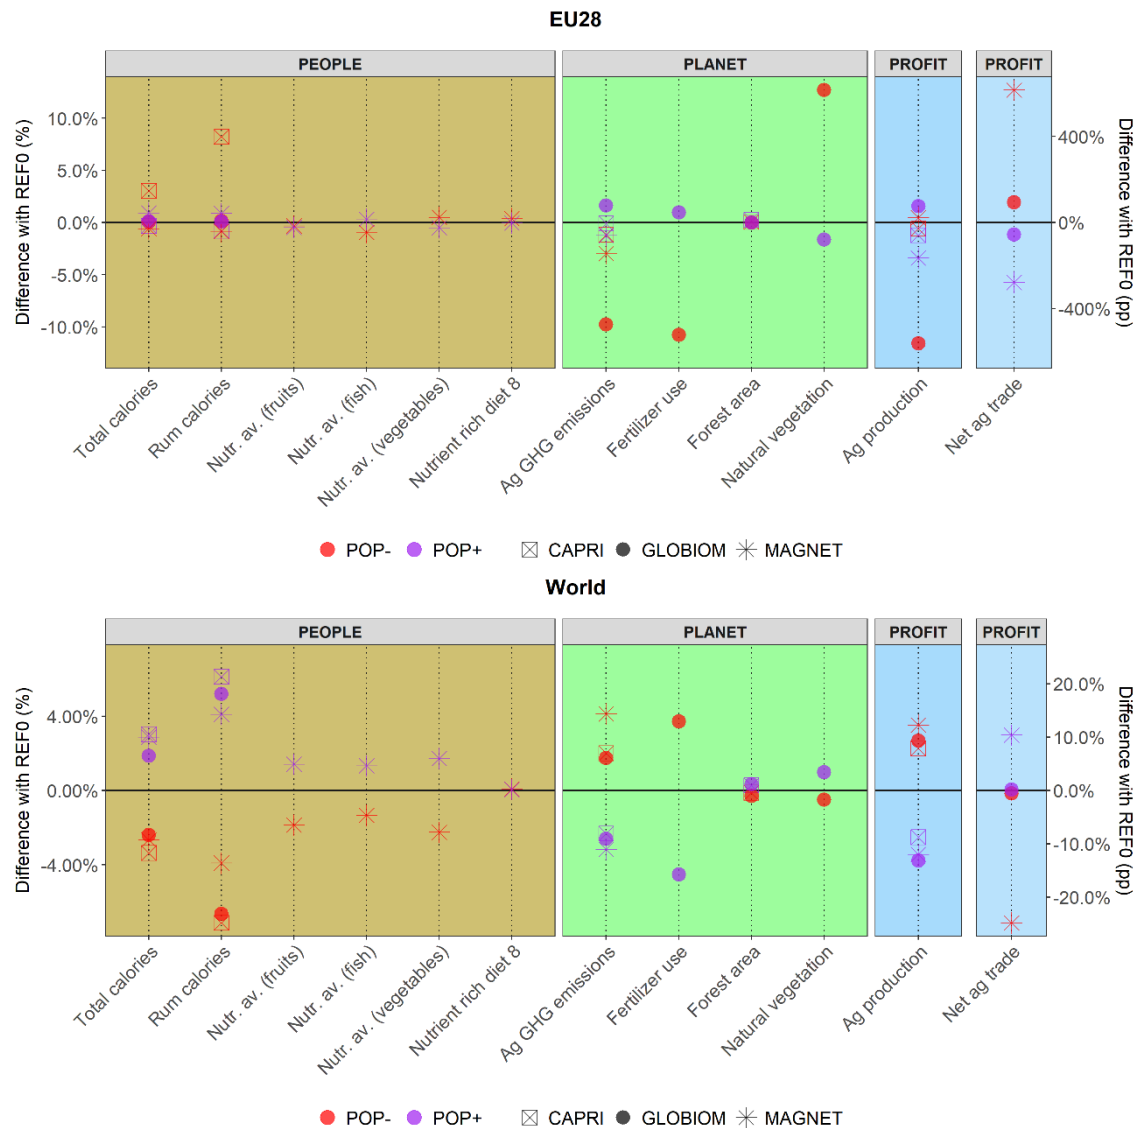 EU28
PEOPLE PLANET PROFIT PROFIT
Difference with REF0 (%)
10.0%
5.0%
0.0%
-5.0%
-10.0%
400%
0%
-400%
Difference with REF0 (pp)
Total calories
Rum calories
Nutr. av. (fruits)
Nutr. av. (fish)
Nutr. av. (vegetables)
Nutrient rich diet 8
Ag GHG emissions
Fertilizer use
Forest area
Natural vegetation
Ag production
Net ag trade
POP- POP+ CAPRI GLOBIOM MAGNET
World
PEOPLE PLANET PROFIT PROFIT
Difference with REF0 (%)
4.00%
0.00%
-4.00%
20.0%
10.0%
0.0%
-10.0%
-20.0%
Difference with REF0 (pp)
Total calories
Rum calories
Nutr. av. (fruits)
Nutr. av. (fish)
Nutr. av. (vegetables)
Nutrient rich diet 8
Ag GHG emissions
Fertilizer use
Forest area
Natural vegetation
Ag production
Net ag trade
POP- POP+ CAPRI GLOBIOM MAGNET